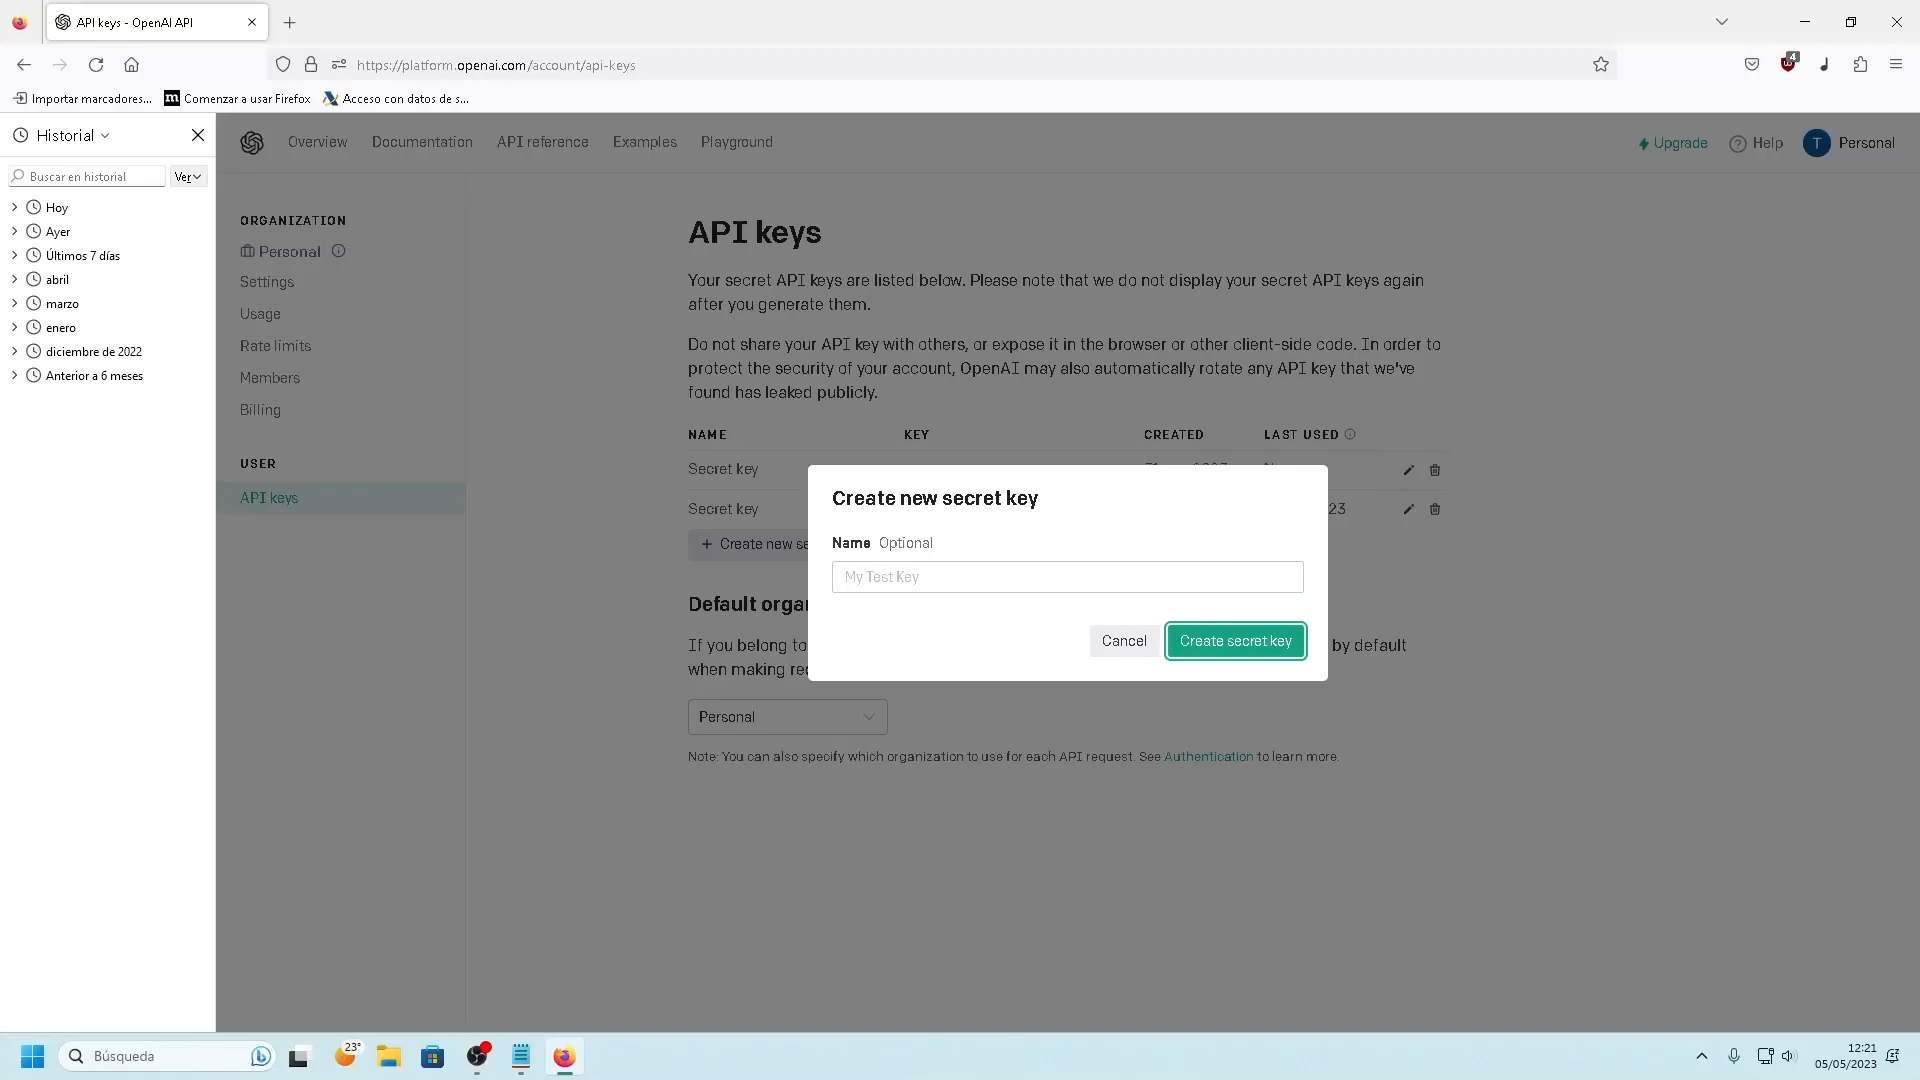 API keys - OpenAI API
https://platform.openai.com/account/api-keys
4
Importar marcadores...
m
Comenzar a usar Firefox
Acceso con datos de s...
Historial
Buscar en historial
Ver
Hoy
Ayer
Últimos 7 días
abril
marzo
enero
diciembre de 2022
Anterior a 6 meses
Overview
Documentation
API reference
Examples
Playground
Upgrade
Help
T
Personal
ORGANIZATION
Personal
Settings
Usage
Rate limits
Members
Billing
USER
API keys
API keys
Your secret API keys are listed below. Please note that we do not display your secret API keys again
after you generate them.
Do not share your API key with others, or expose it in the browser or other client-side code. In order to
protect the security of your account, OpenAI may also automatically rotate any API key that we've
found has leaked publicly.
NAME KEY CREATED LAST USED
Secret key
Secret key 23
+ Create new se
Create new secret key
Name Optional
My Test Key
Cancel
Create secret key
Default orga
If you belong to by default
when making re
Personal
Note: You can also specify which organization to use for each API request. See Authentication to learn more.
Búsqueda
23°
12:21
05/05/2023